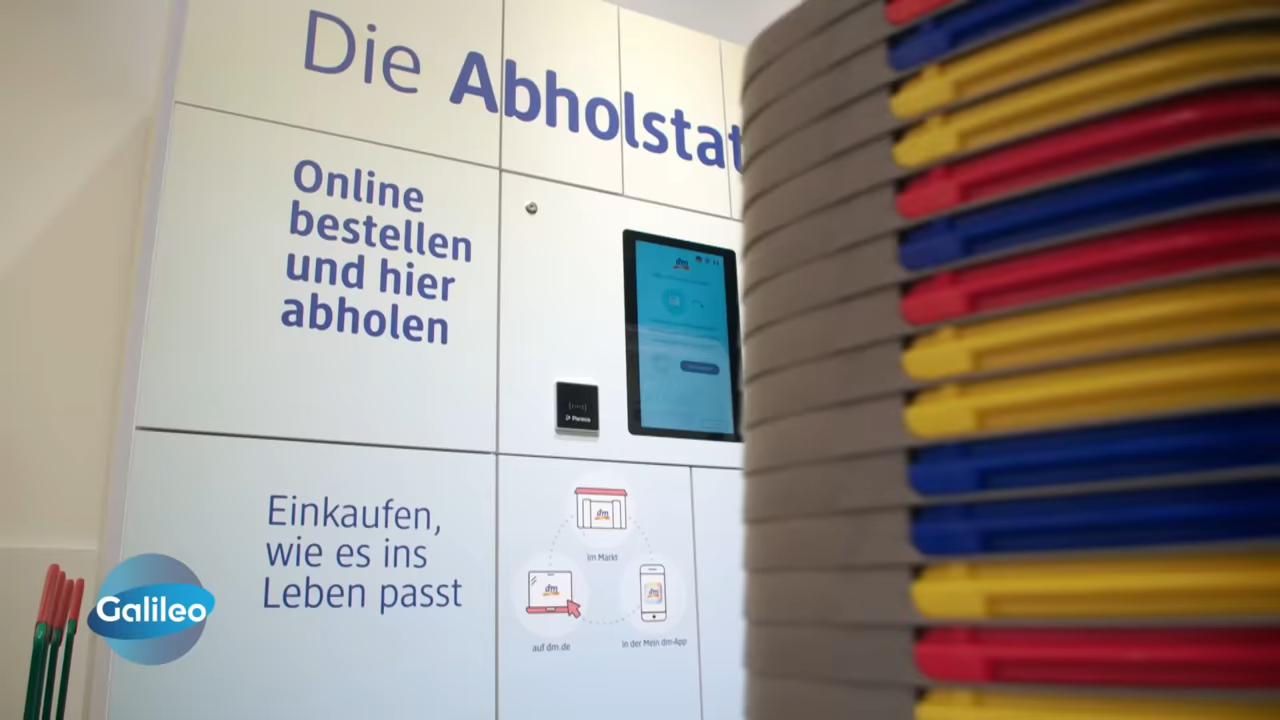 Die Abholstat
Online
bestellen
und hier
abholen
dm
Einkaufen,
wie es ins
Leben passt
dm
im Markt
dm
dm
auf dm.de
in der Mein dm-App
Galileo